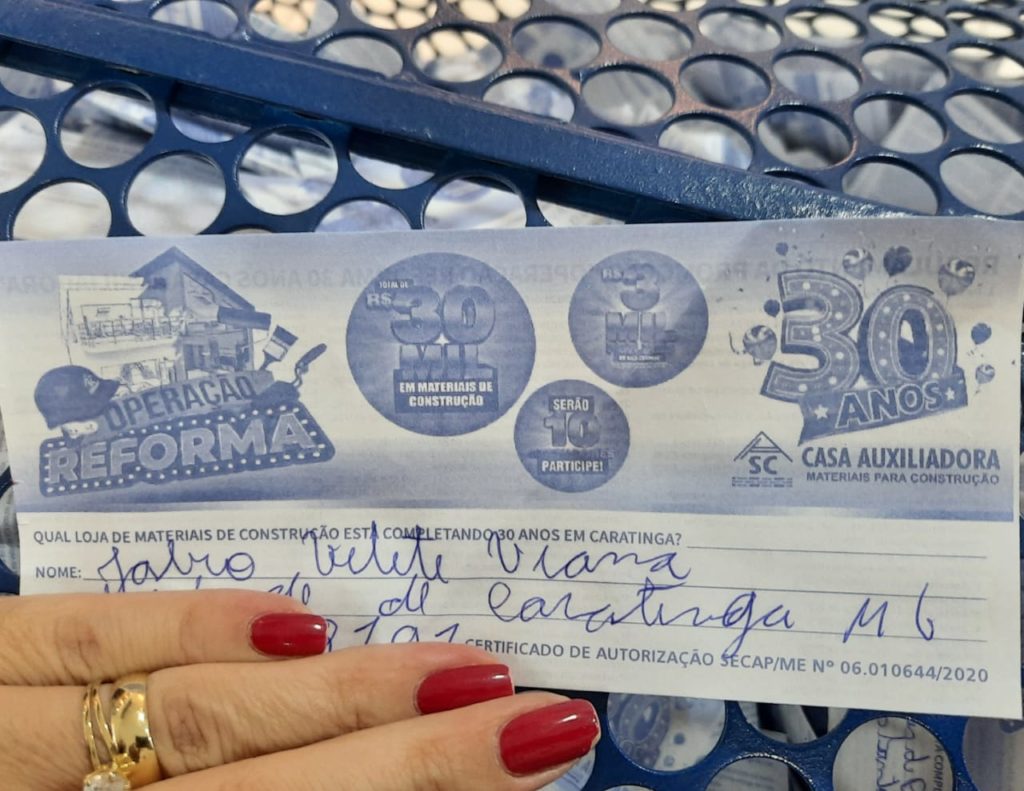 TOTAL DE
R$ 30
MIL
EM MATERIAIS DE
CONSTRUÇÃO
R$ 3
MIL
SERÃO
10
PARTICIPE!
30
ANOS
OPERAÇÃO
REFORMA
SC
CASA AUXILIADORA
MATERIAIS PARA CONSTRUÇÃO
QUAL LOJA DE MATERIAIS DE CONSTRUÇÃO ESTÁ COMPLETANDO 30 ANOS EM CARATINGA?
NOME: Velete Viana
de Caratinga MG
CERTIFICADO DE AUTORIZAÇÃO SECAP/ME Nº 06.010644/2020